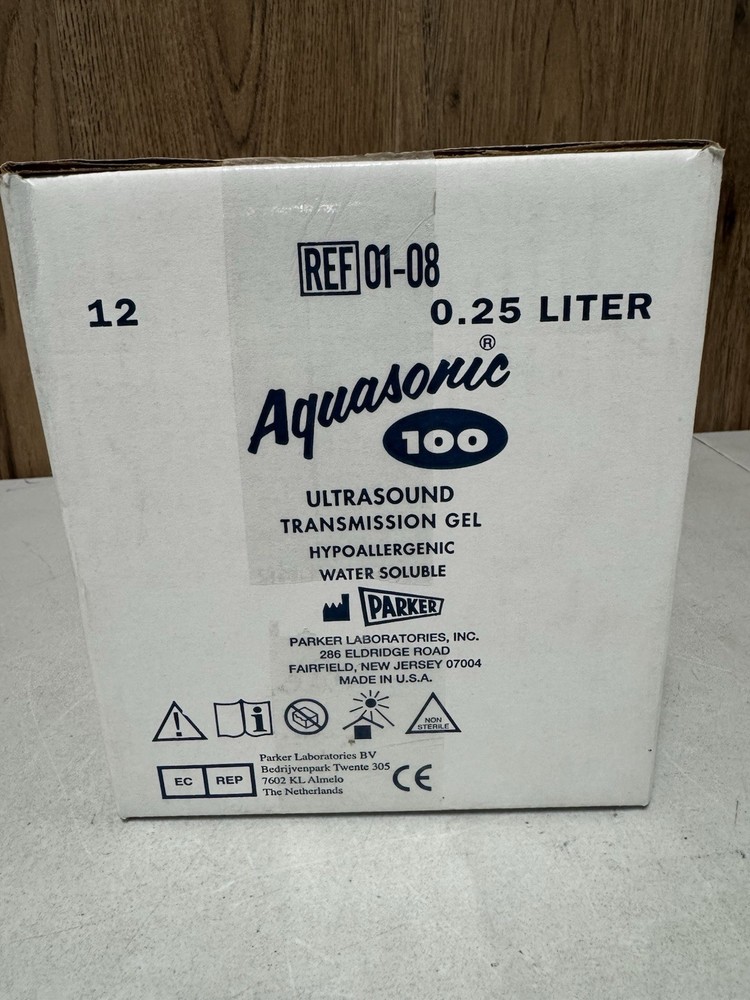 REF 01-08
12
0.25 LITER
Aquasonic®
100
ULTRASOUND
TRANSMISSION GEL
HYPOALLERGENIC
WATER SOLUBLE
PARKER
PARKER LABORATORIES, INC.
286 ELDRIDGE ROAD
FAIRFIELD, NEW JERSEY 07004
MADE IN U.S.A.
NON
STERILE
EC REP
Parker Laboratories BV
Bedrijvenpark Twente 305
7602 KL Almelo
The Netherlands
CE